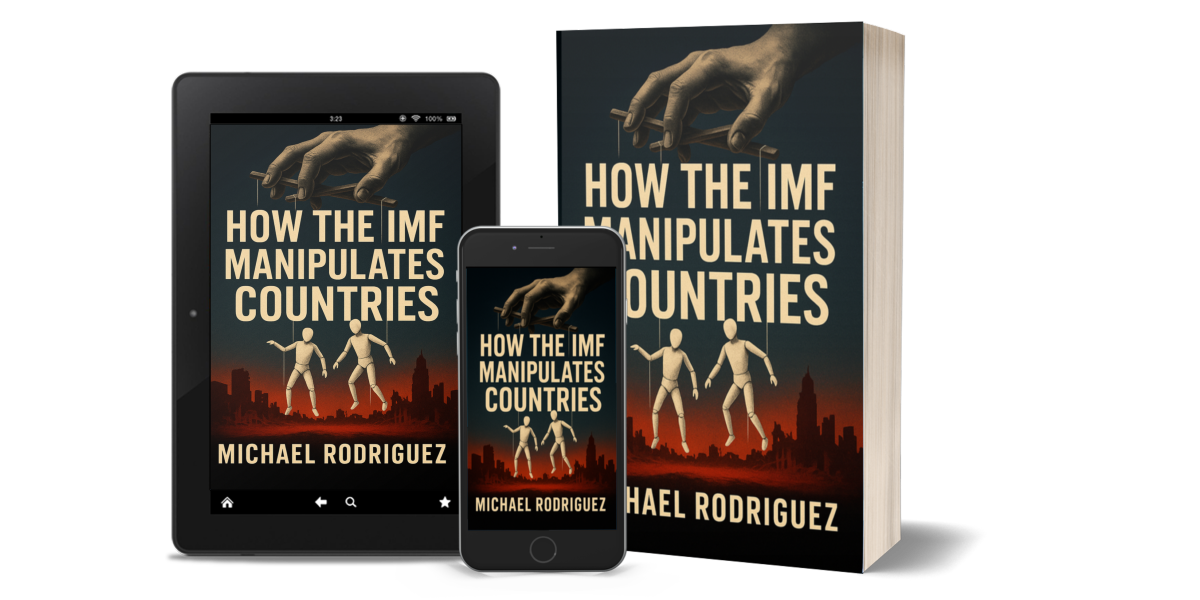 3:23
100%
HOW THE IMF
MANIPULATES
COUNTRIES
MICHAEL RODRIGUEZ
HOW THE IMF
MANIPULATES
COUNTRIES
MICHAEL RODRIGUEZ
HOW THE IMF
MANIPULATES
OUNTRIES
HAEL RODRIGUEZ